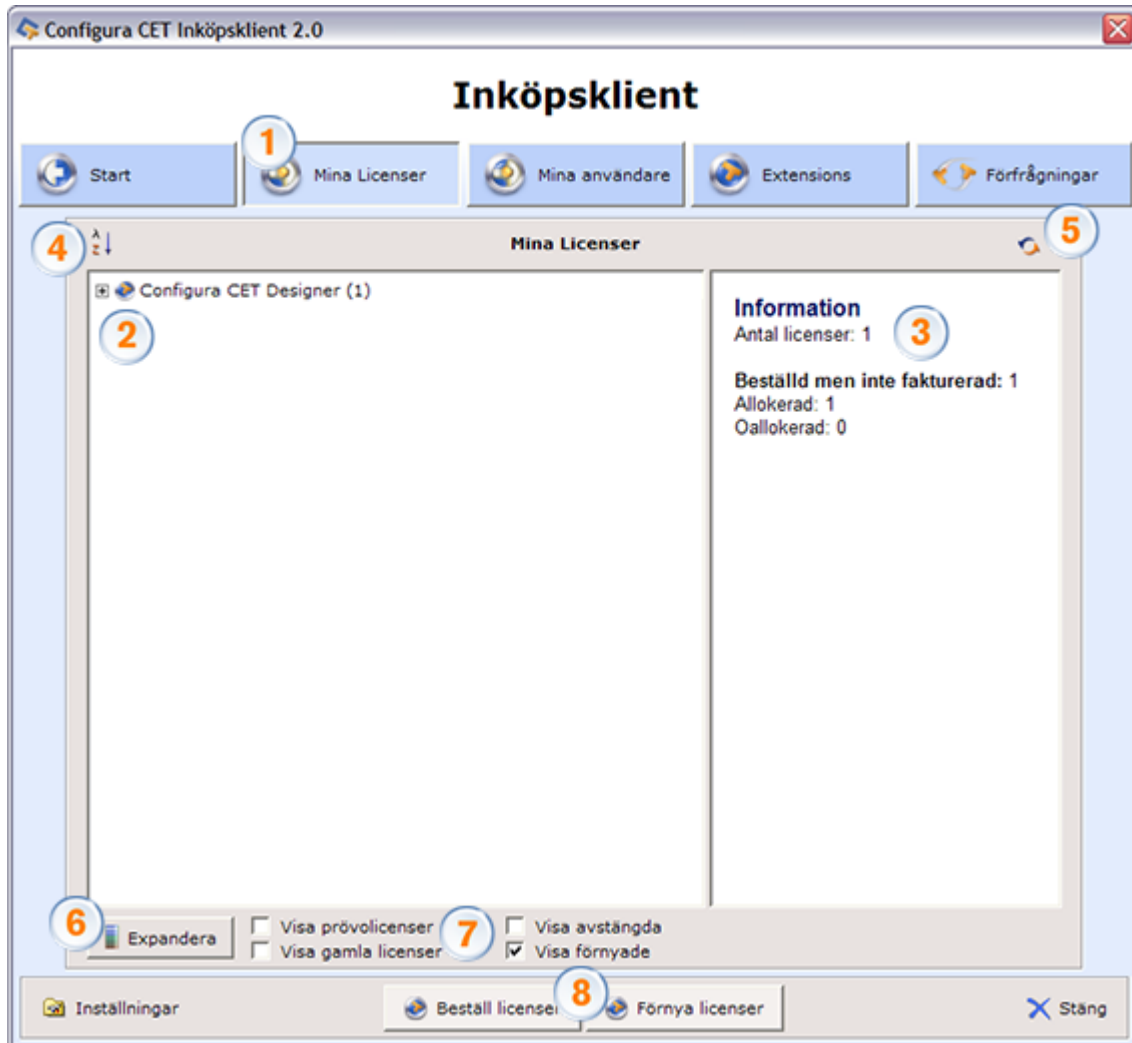 Configura CET Inköpsklient 2.0
Inköpsklient
1
Start
Mina Licenser
Mina användare
Extensions
Förfrågningar
4
λ
z
Mina Licenser
5
Configura CET Designer (1)
2
Information
Antal licenser: 1
3
Beställd men inte fakturerad: 1
Allokerad: 1
Oallokerad: 0
6
Expandera
Visa prövolicenser
Visa gamla licenser
7
Visa avstängda
Visa förnyade
Inställningar
Beställ licenser
8
Förnya licenser
Stäng